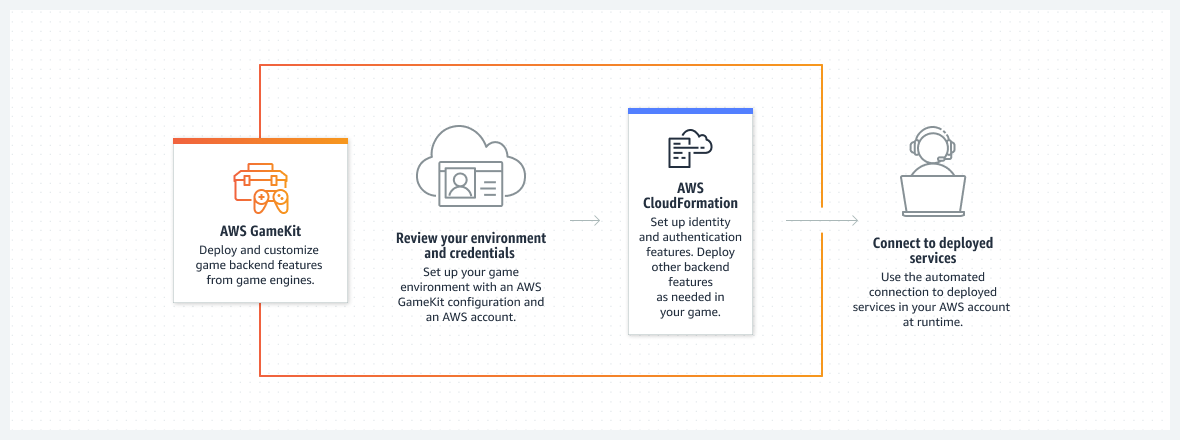 AWS GameKit
Deploy and customize
game backend features
from game engines.
Review your environment
and credentials
Set up your game
environment with an AWS
GameKit configuration and
an AWS account.
AWS
CloudFormation
Set up identity
and authentication
features. Deploy
other backend
features
as needed in
your game.
Connect to deployed
services
Use the automated
connection to deployed
services in your AWS account
at runtime.